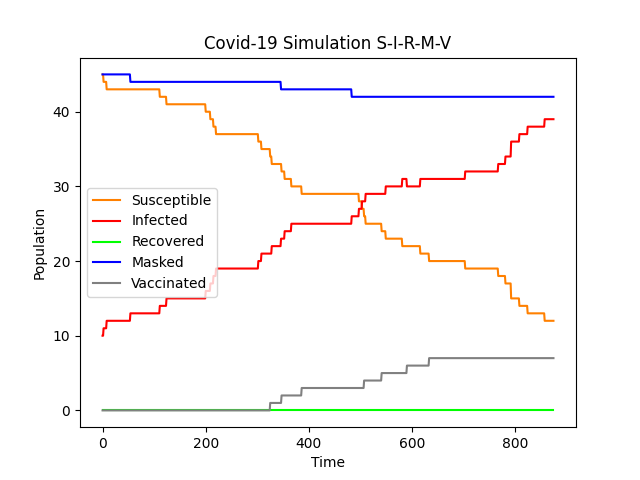 Covid-19 Simulation S-I-R-M-V
Population
40
30
20
10
0
Susceptible
Infected
Recovered
Masked
Vaccinated
0 200 400 600 800
Time